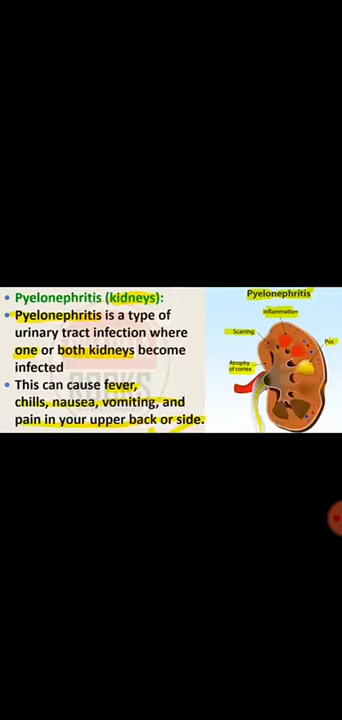 • Pyelonephritis (kidneys):
• Pyelonephritis is a type of
urinary tract infection where
one or both kidneys become
infected
• This can cause fever,
chills, nausea, vomiting, and
pain in your upper back or side.
Pyelonephritis
Inflammation
Scarring
Pus
Atrophy
of cortex